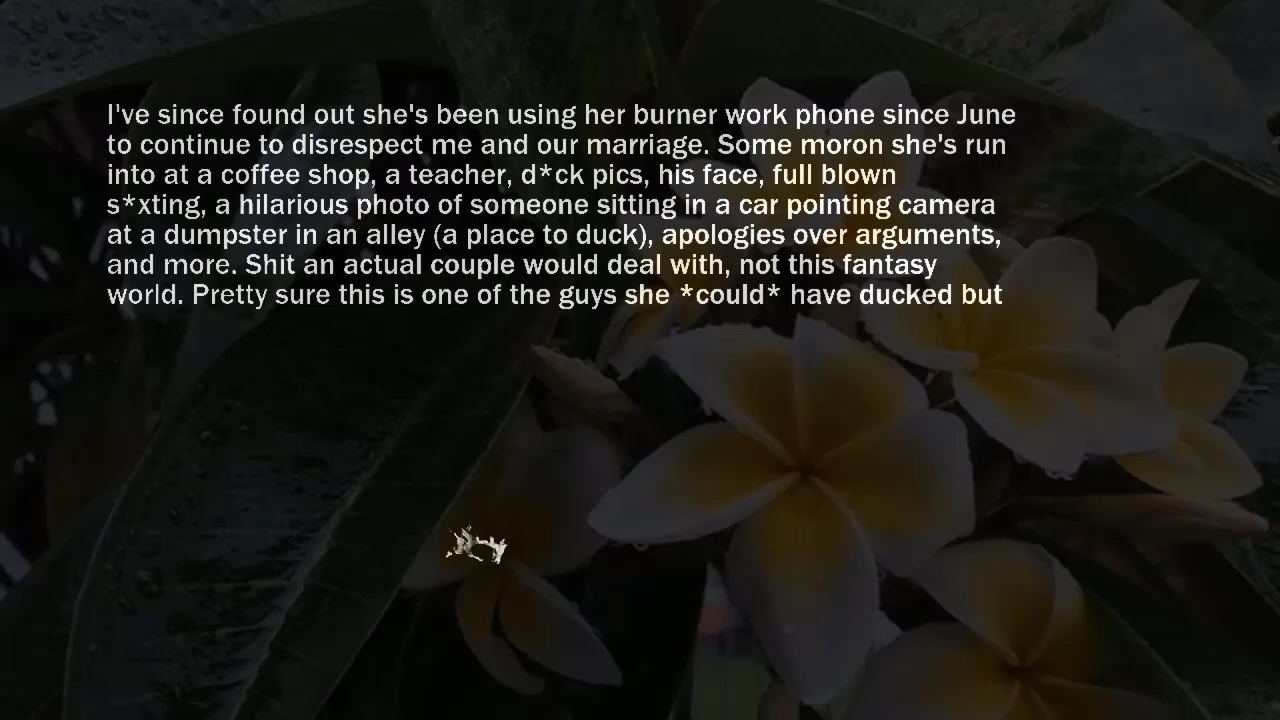 I've since found out she's been using her burner work phone since June
to continue to disrespect me and our marriage. Some moron she's run
into at a coffee shop, a teacher, d*ck pics, his face, full blown
s*xting, a hilarious photo of someone sitting in a car pointing camera
at a dumpster in an alley (a place to duck), apologies over arguments,
and more. Shit an actual couple would deal with, not this fantasy
world. Pretty sure this is one of the guys she *could* have ducked but